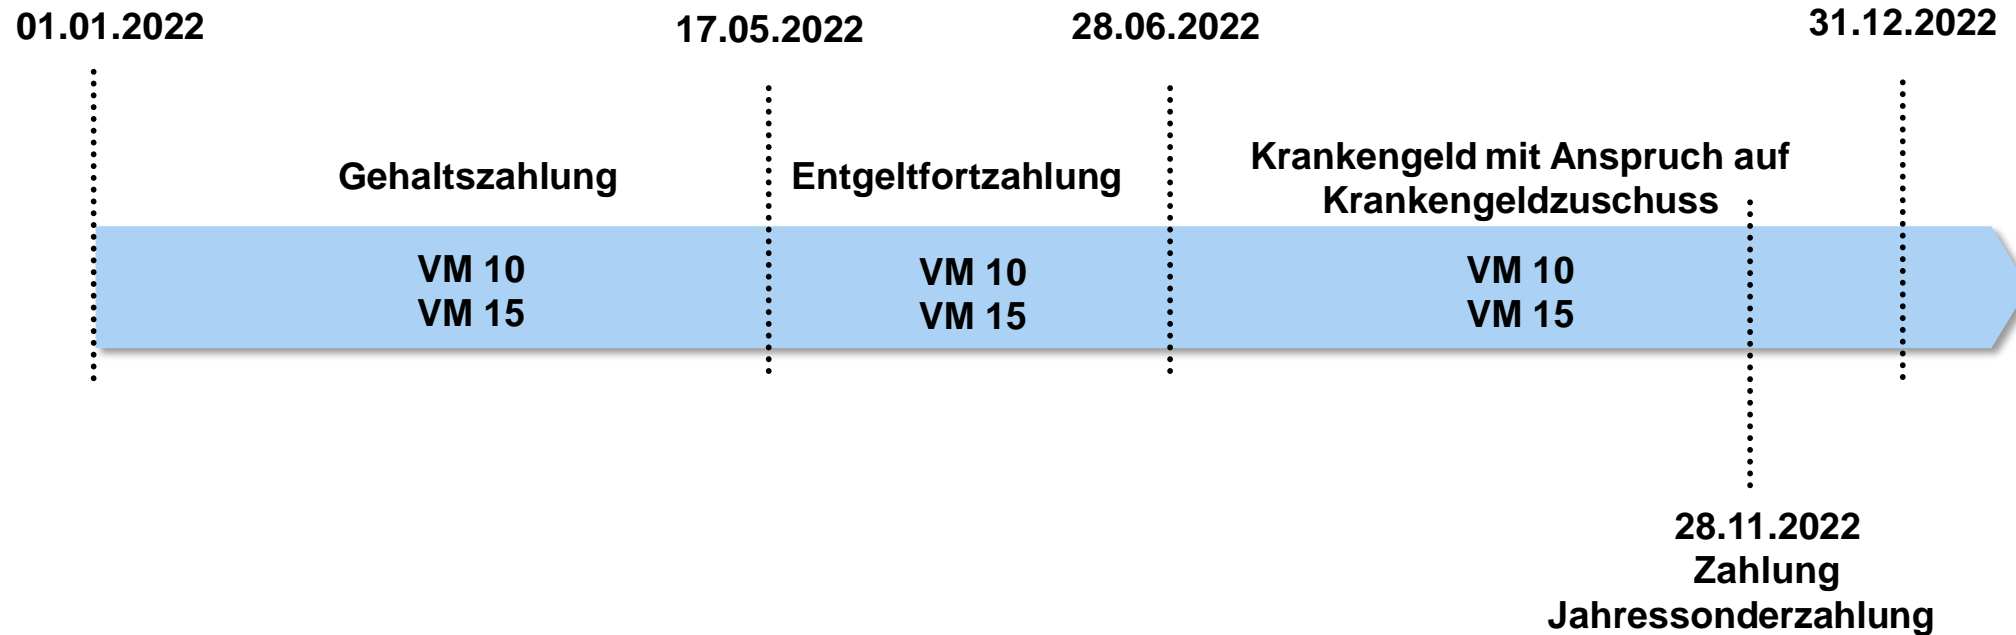 01.01.2022
17.05.2022
28.06.2022
31.12.2022
Gehaltszahlung
Entgeltfortzahlung
Krankengeld mit Anspruch auf
Krankengeldzuschuss
VM 10
VM 15
VM 10
VM 15
VM 10
VM 15
28.11.2022
Zahlung
Jahressonderzahlung